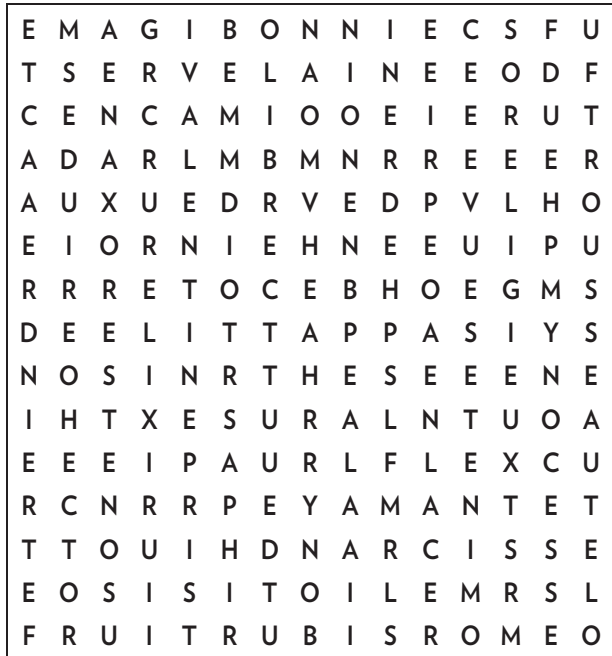 E M A G I B O N N I E C S F U
T S E R V E L A I N E E O D F
C E N C A M I O O E I E R U T
A D A R L M B M N R R E E E R
A U X U E D R V E D P V L H O
E I O R N I E H N E E U I P U
R R R E T O C E B H O E G M S
D E E L I T T A P P A S I Y S
N O S I N R T H E S E E E N E
I H T X E S U R A L N T U O A
E E E I P A U R L F L E X C U
R C N R R P E Y A M A N T E T
T T O U I H D N A R C I S S E
E O S I S I T O I L E M R S L
F R U I T R U B I S R O M E O